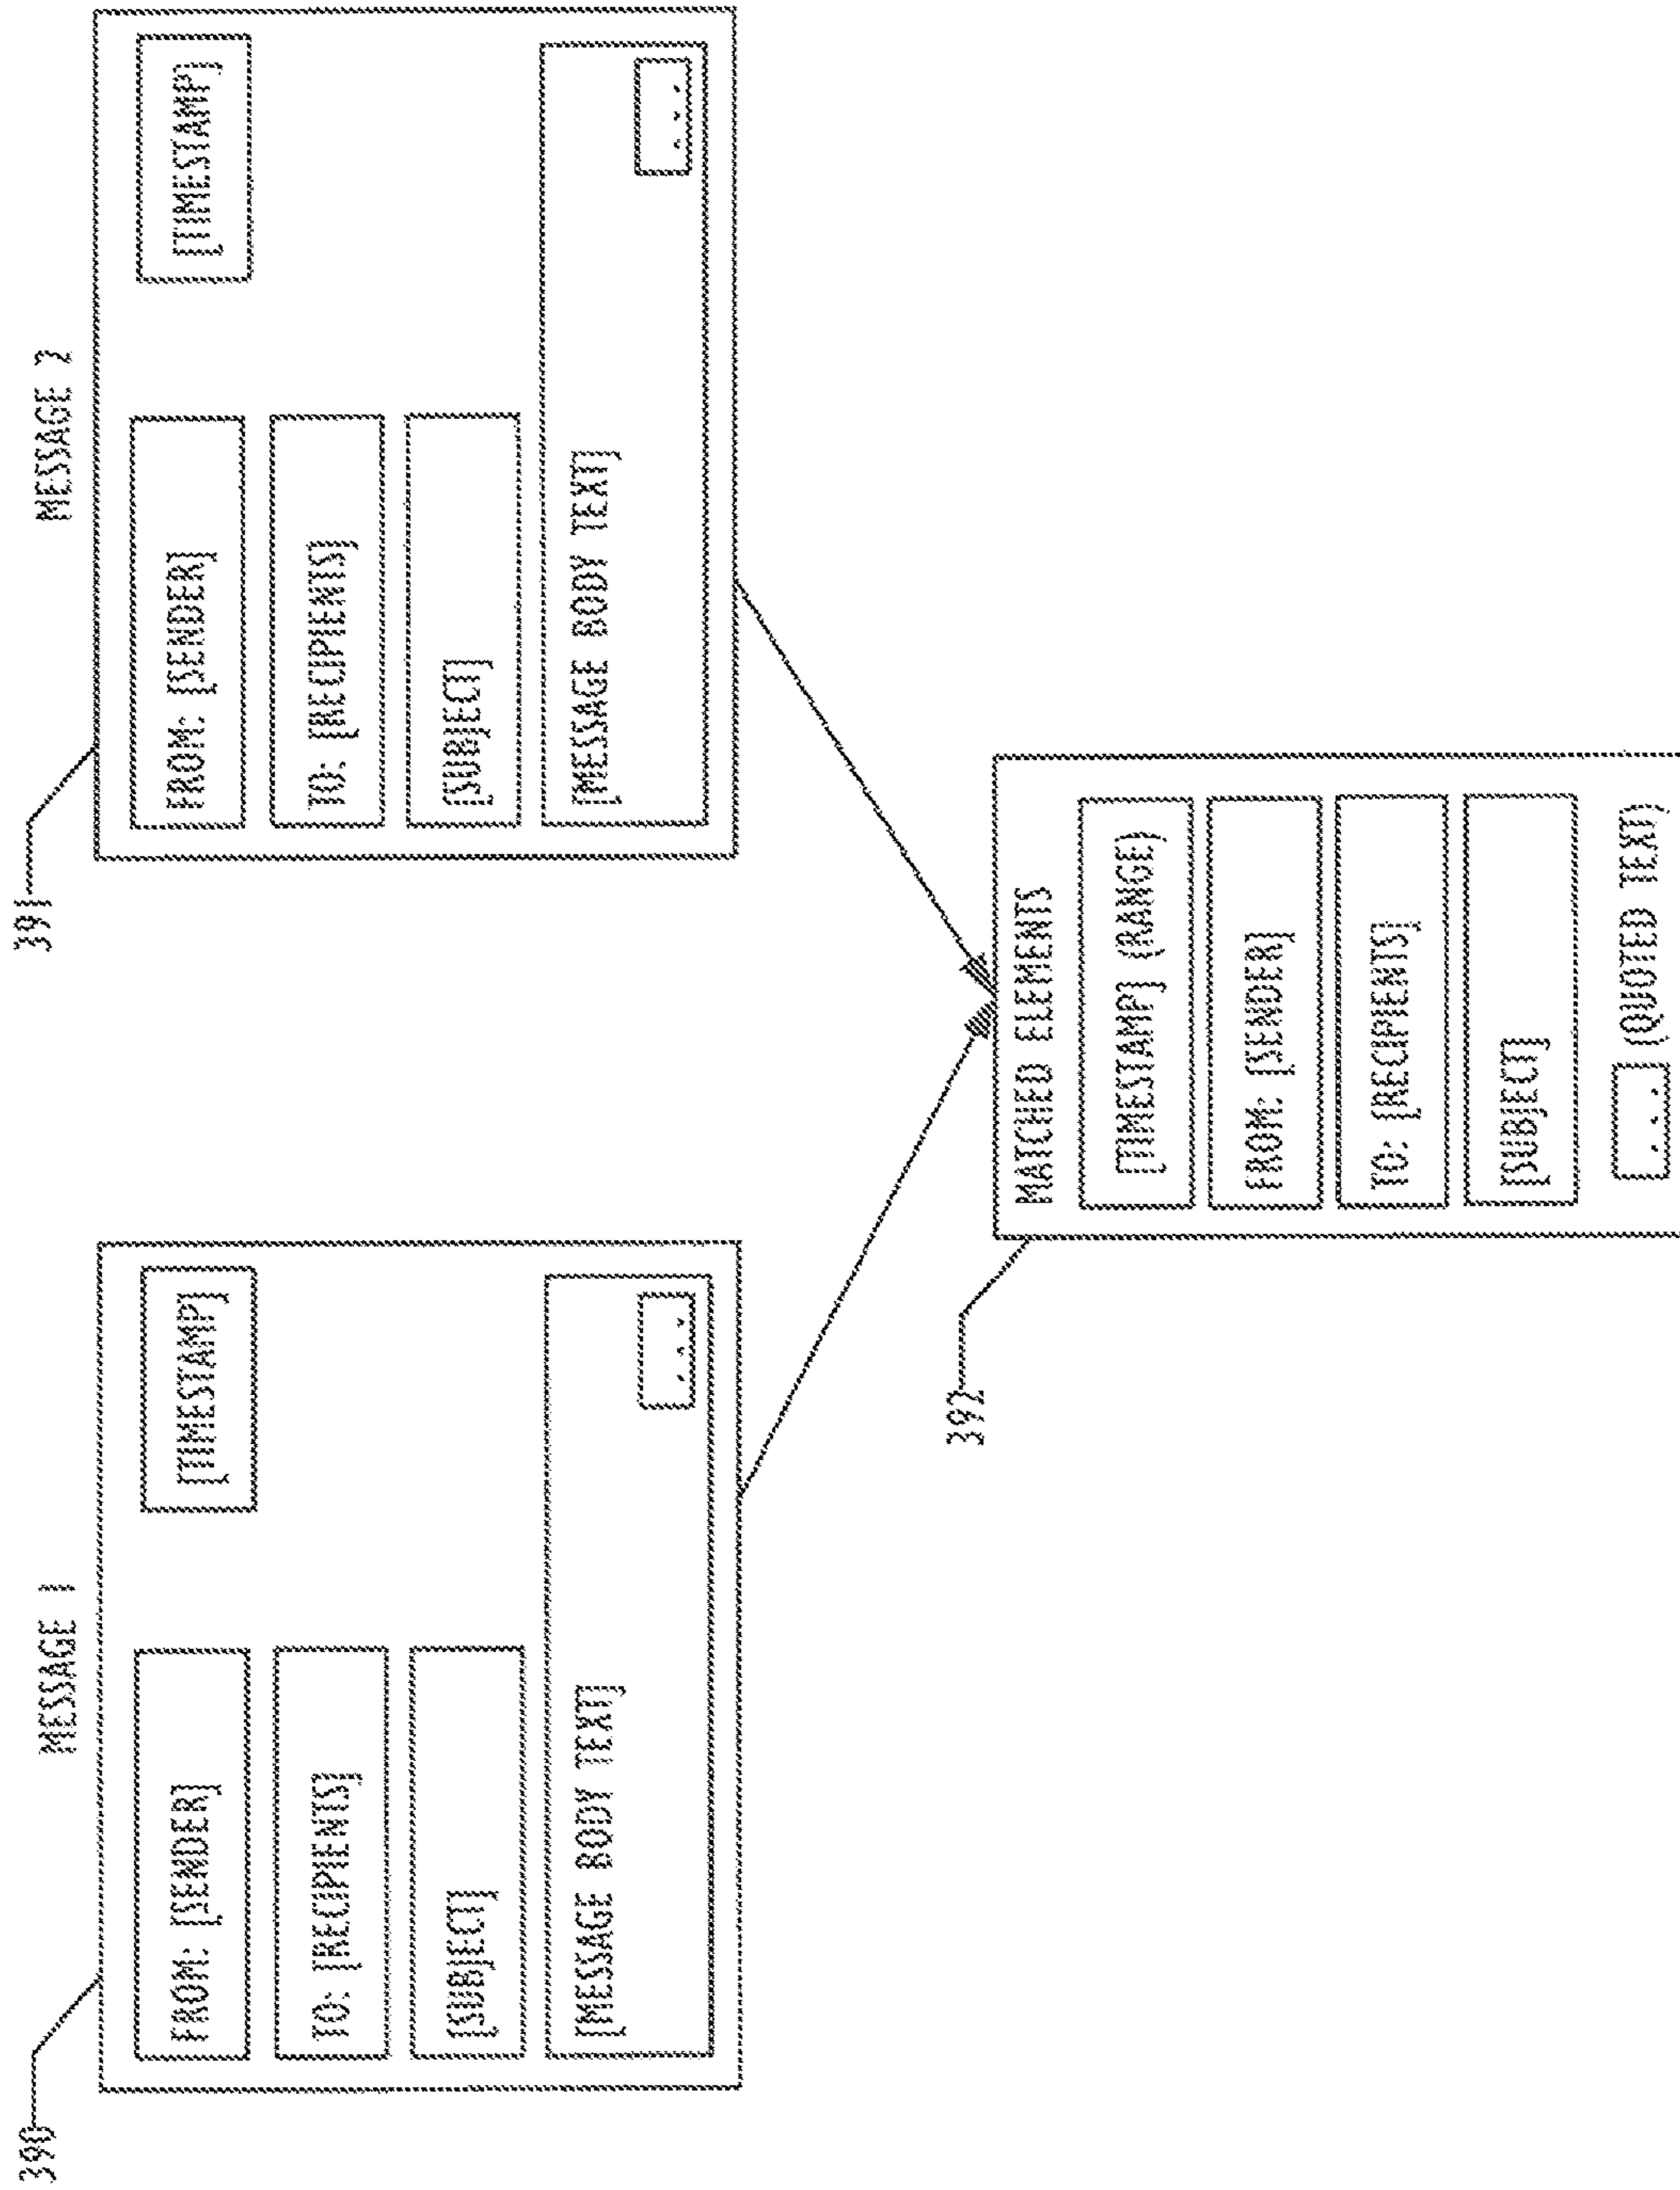 MESSAGE 1
390
FROM: [SENDER]
[TIMESTAMP]
TO: [RECIPIENTS]
[SUBJECT]
[MESSAGE BODY TEXT]
...
MESSAGE 2
391
FROM: [SENDER]
[TIMESTAMP]
TO: [RECIPIENTS]
[SUBJECT]
[MESSAGE BODY TEXT]
...
392
MATCHED ELEMENTS
[TIMESTAMP] (RANGE)
FROM: [SENDER]
TO: [RECIPIENTS]
[SUBJECT]
... (QUOTED TEXT)